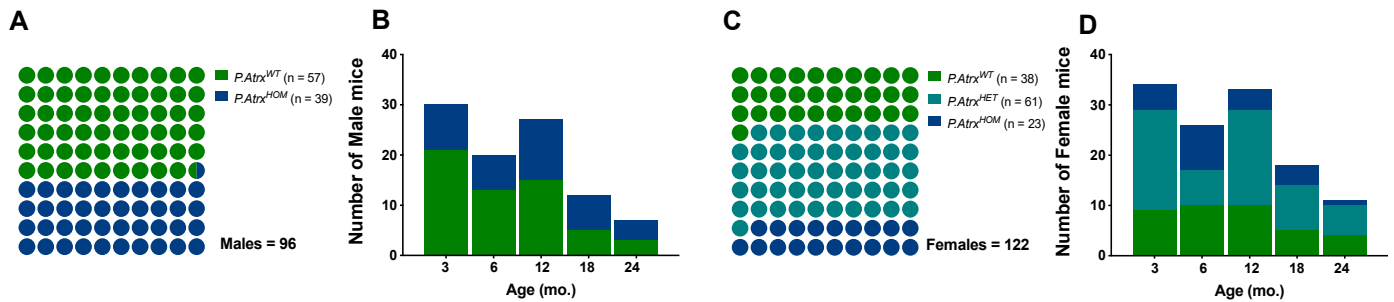 A
P.Atrx^WT (n = 57)
P.Atrx^HOM (n = 39)
Males = 96
B
Number of Male mice
40
30
20
10
0
3 6 12 18 24
Age (mo.)
C
P.Atrx^WT (n = 38)
P.Atrx^HET (n = 61)
P.Atrx^HOM (n = 23)
Females = 122
D
Number of Female mice
40
30
20
10
0
3 6 12 18 24
Age (mo.)